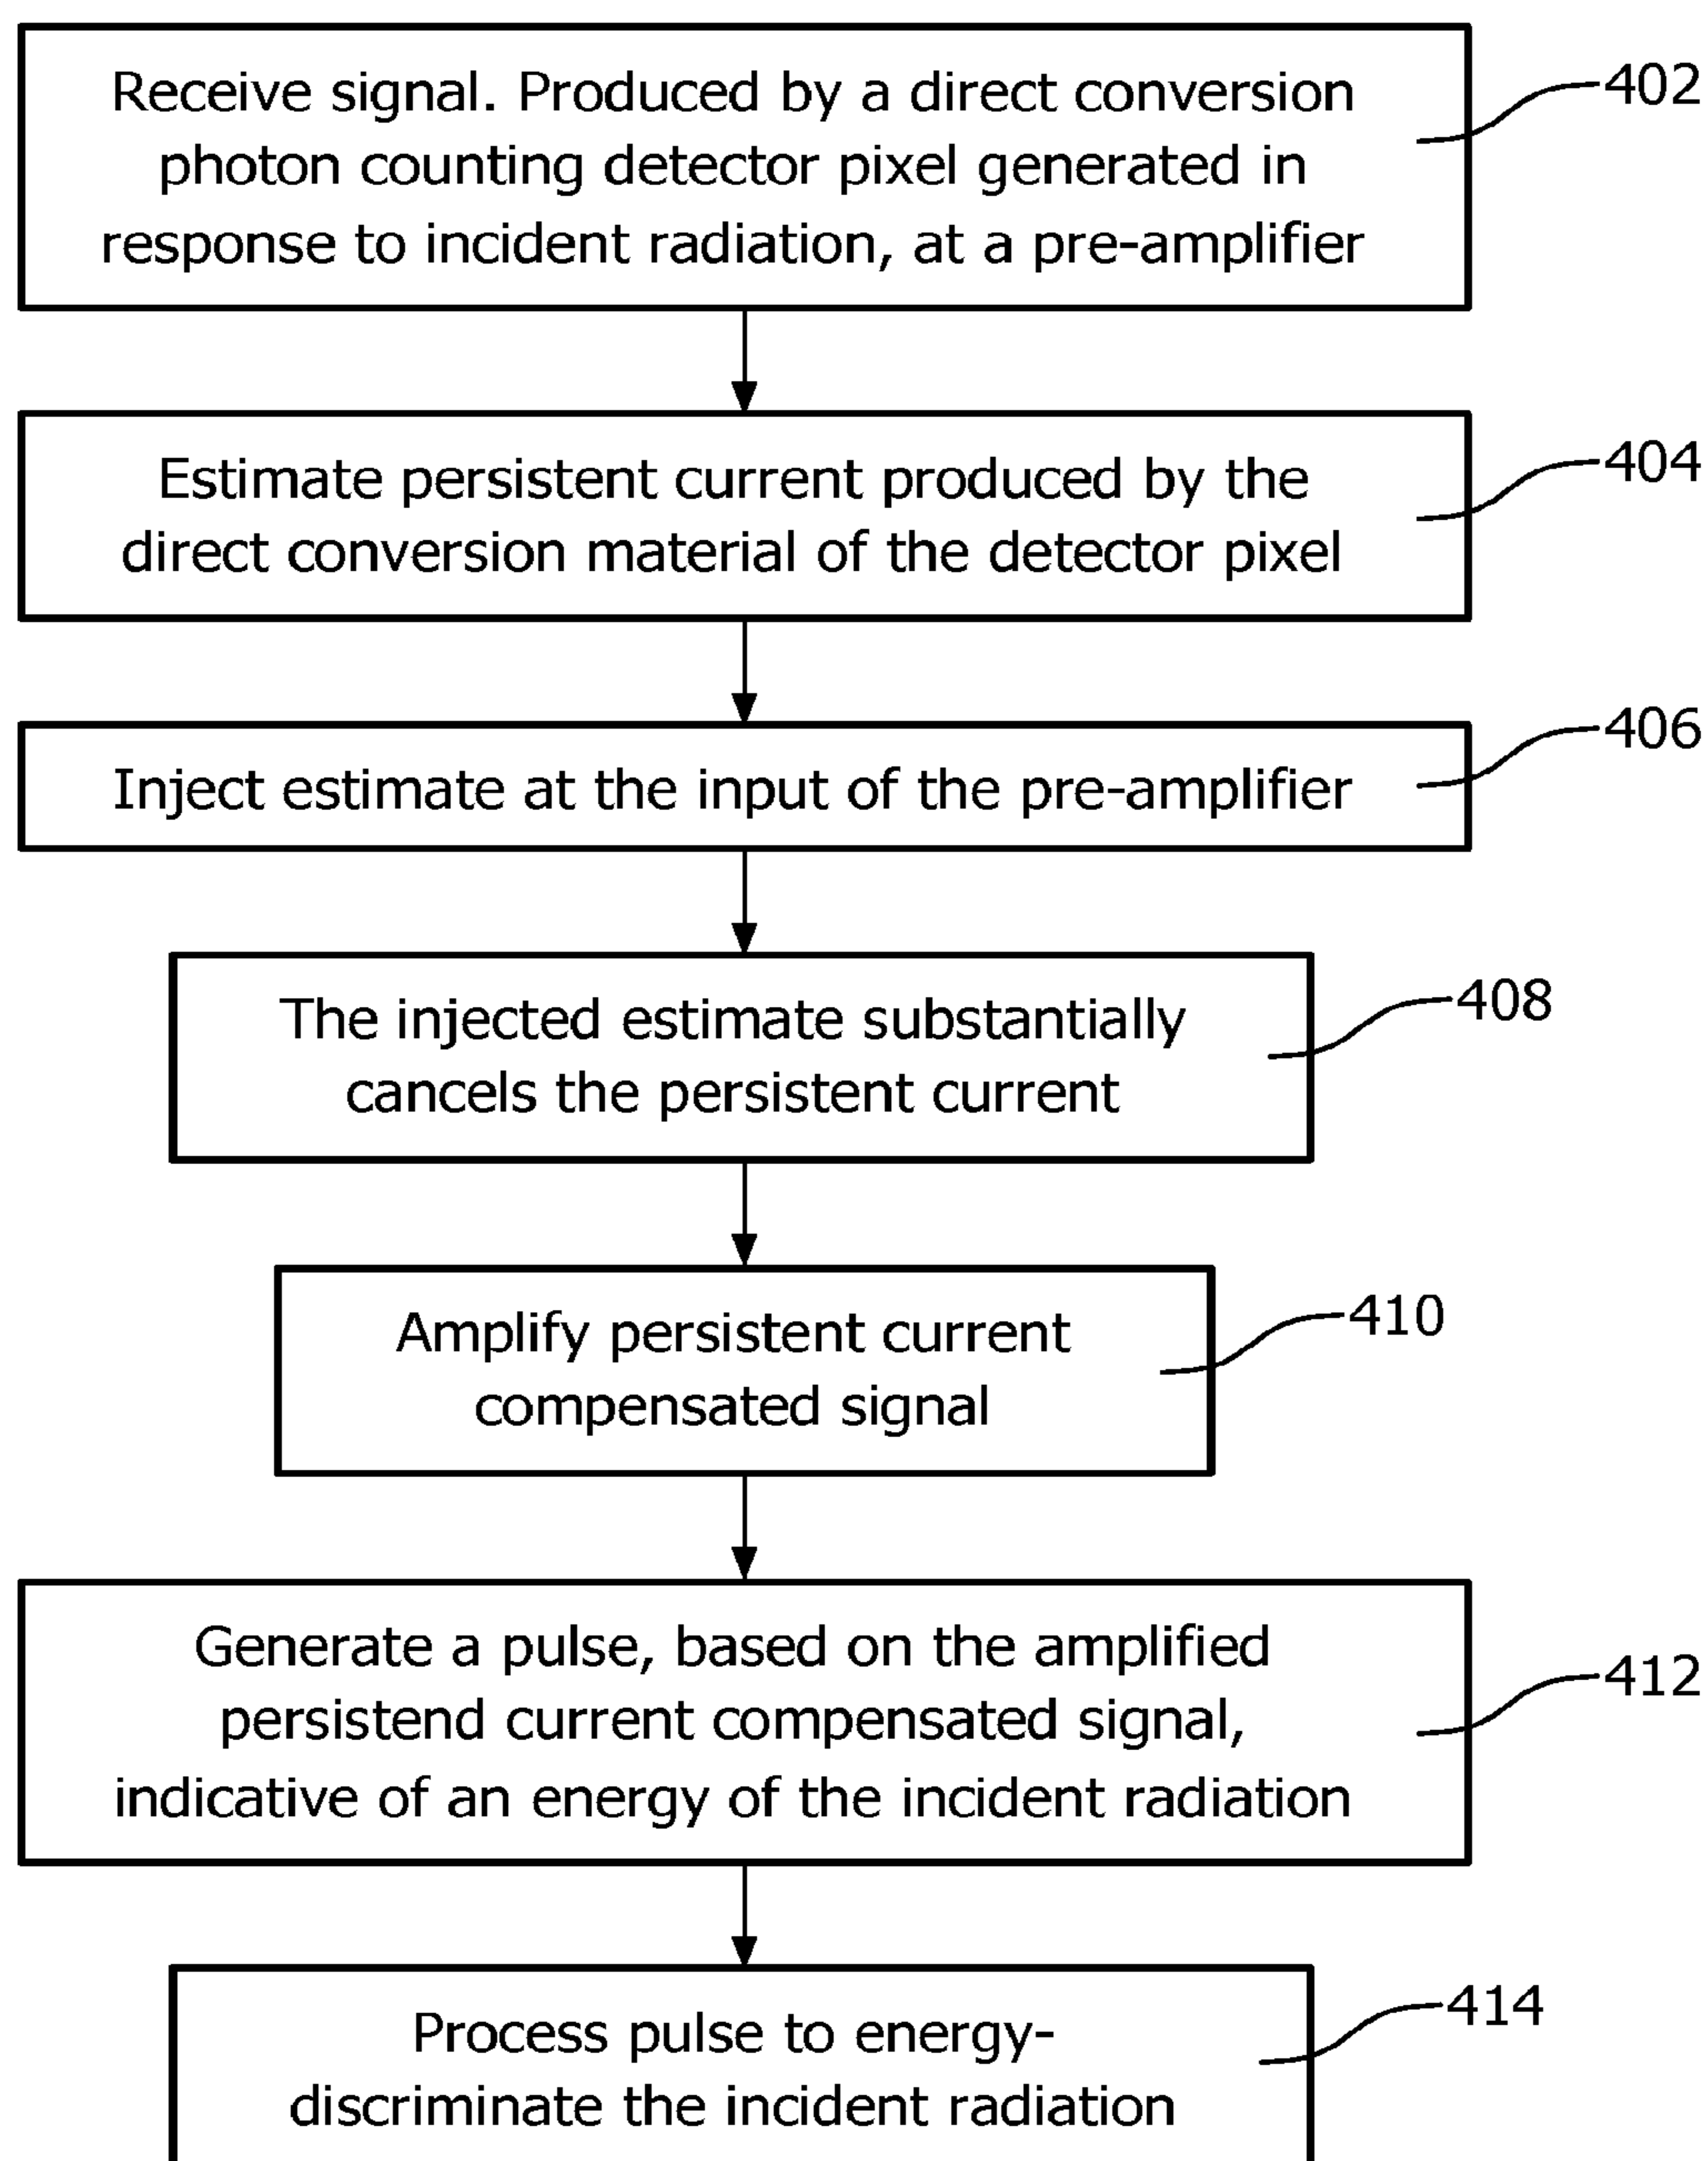 Receive signal. Produced by a direct conversion
photon counting detector pixel generated in
response to incident radiation, at a pre-amplifier
402
Estimate persistent current produced by the
direct conversion material of the detector pixel
404
Inject estimate at the input of the pre-amplifier
406
The injected estimate substantially
cancels the persistent current
408
Amplify persistent current
compensated signal
410
Generate a pulse, based on the amplified
persistend current compensated signal,
indicative of an energy of the incident radiation
412
Process pulse to energy-
discriminate the incident radiation
414